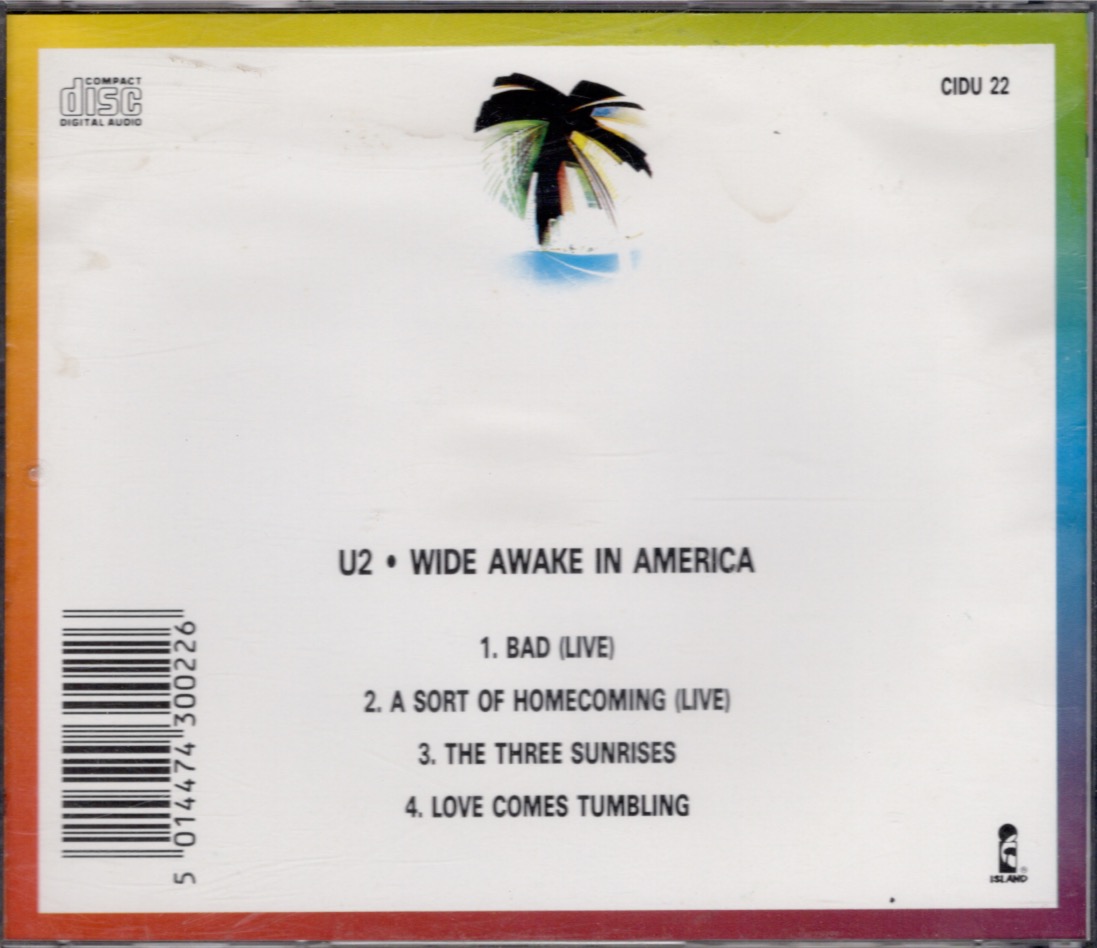 COMPACT
disc
DIGITAL AUDIO
CIDU 22
U2 • WIDE AWAKE IN AMERICA
1. BAD (LIVE)
2. A SORT OF HOMECOMING (LIVE)
3. THE THREE SUNRISES
4. LOVE COMES TUMBLING
5 014474 300226
ISLAND®